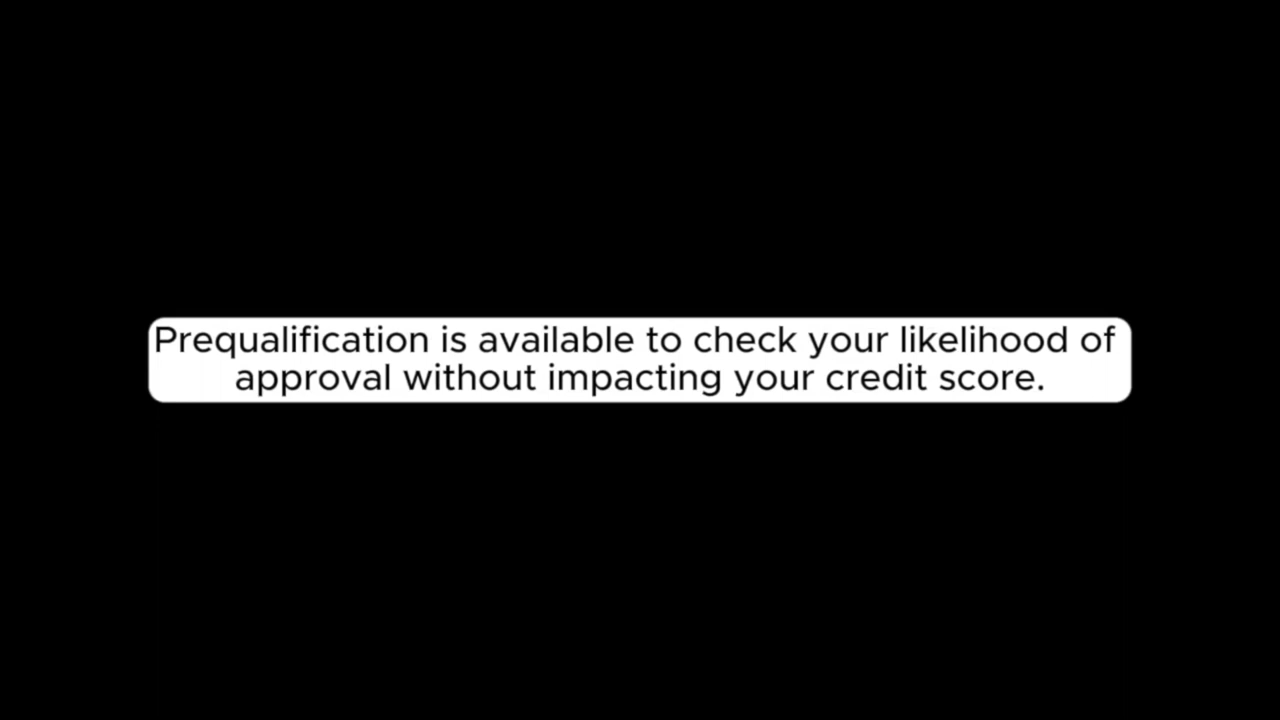 Prequalification is available to check your likelihood of
approval without impacting your credit score.